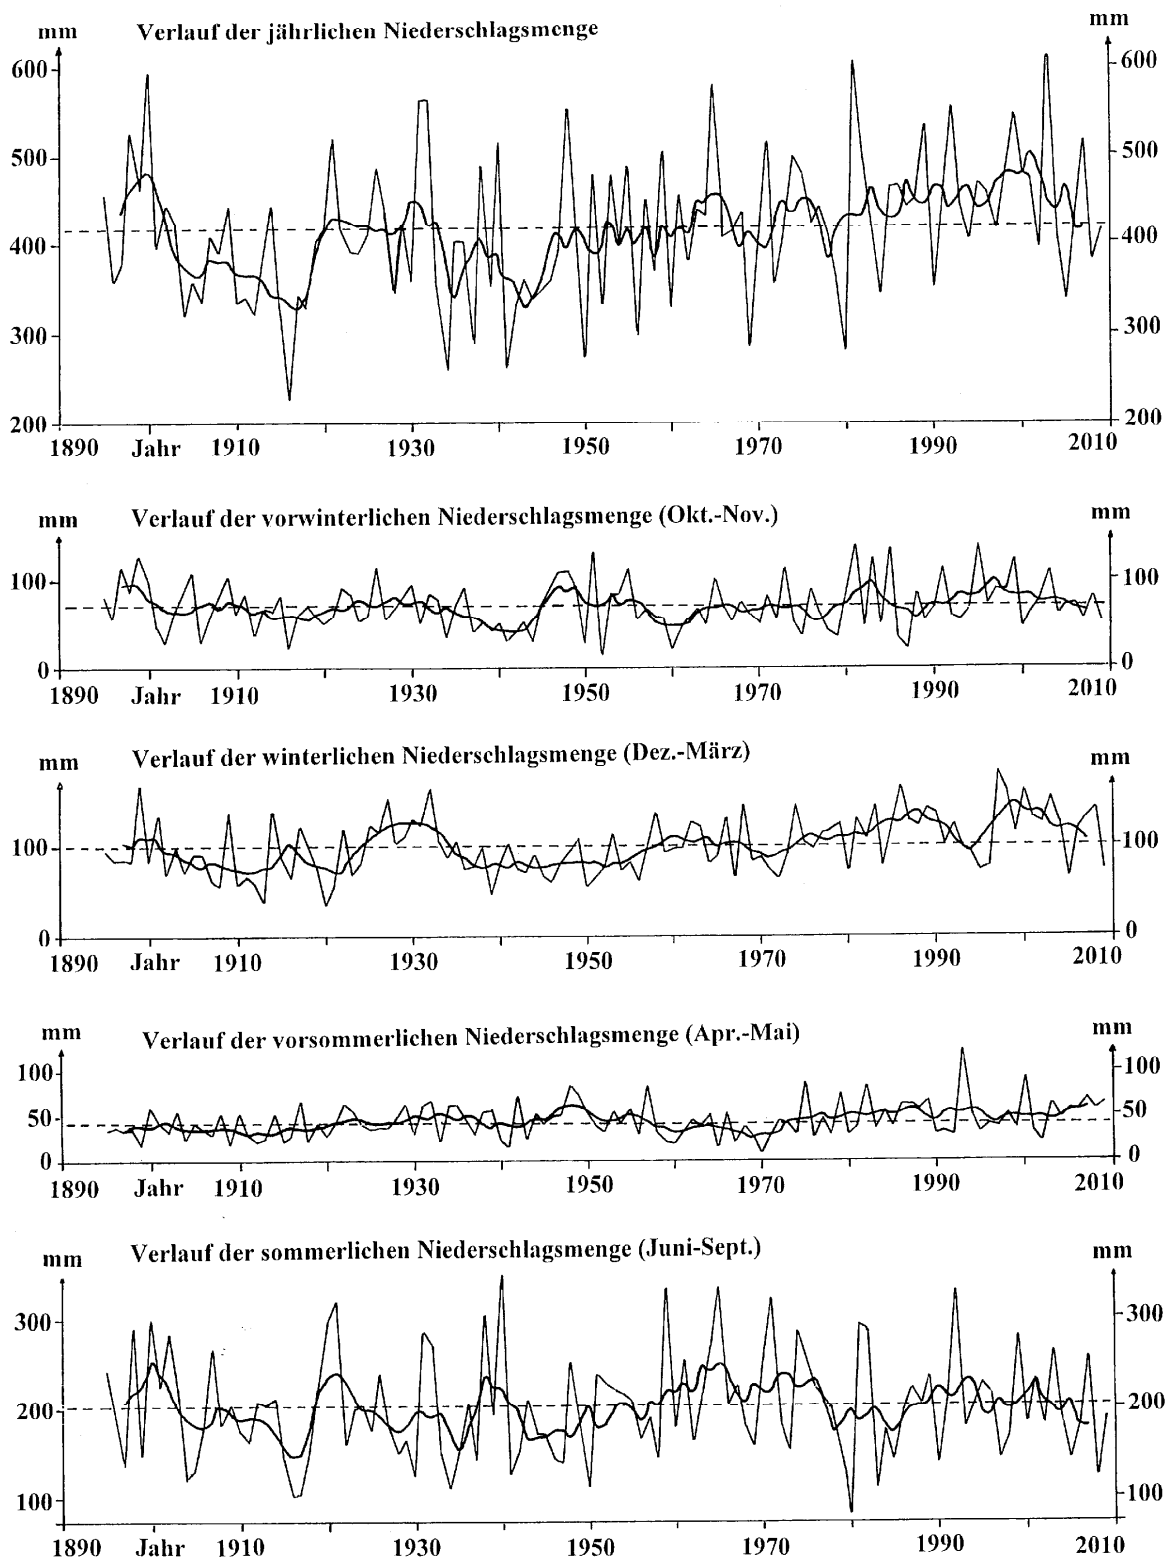 mm Verlauf der jährlichen Niederschlagsmenge mm
600 600
500 500
400 400
300 300
200 200
1890 Jahr 1910 1930 1950 1970 1990 2010
mm Verlauf der vorwinterlichen Niederschlagsmenge (Okt.-Nov.) mm
100 100
0 0
1890 Jahr 1910 1930 1950 1970 1990 2010
mm Verlauf der winterlichen Niederschlagsmenge (Dez.-März) mm
100 100
0 0
1890 Jahr 1910 1930 1950 1970 1990 2010
mm Verlauf der vorsommerlichen Niederschlagsmenge (Apr.-Mai) mm
100 100
50 50
0 0
1890 Jahr 1910 1930 1950 1970 1990 2010
mm Verlauf der sommerlichen Niederschlagsmenge (Juni-Sept.) mm
300 300
200 200
100 100
1890 Jahr 1910 1930 1950 1970 1990 2010